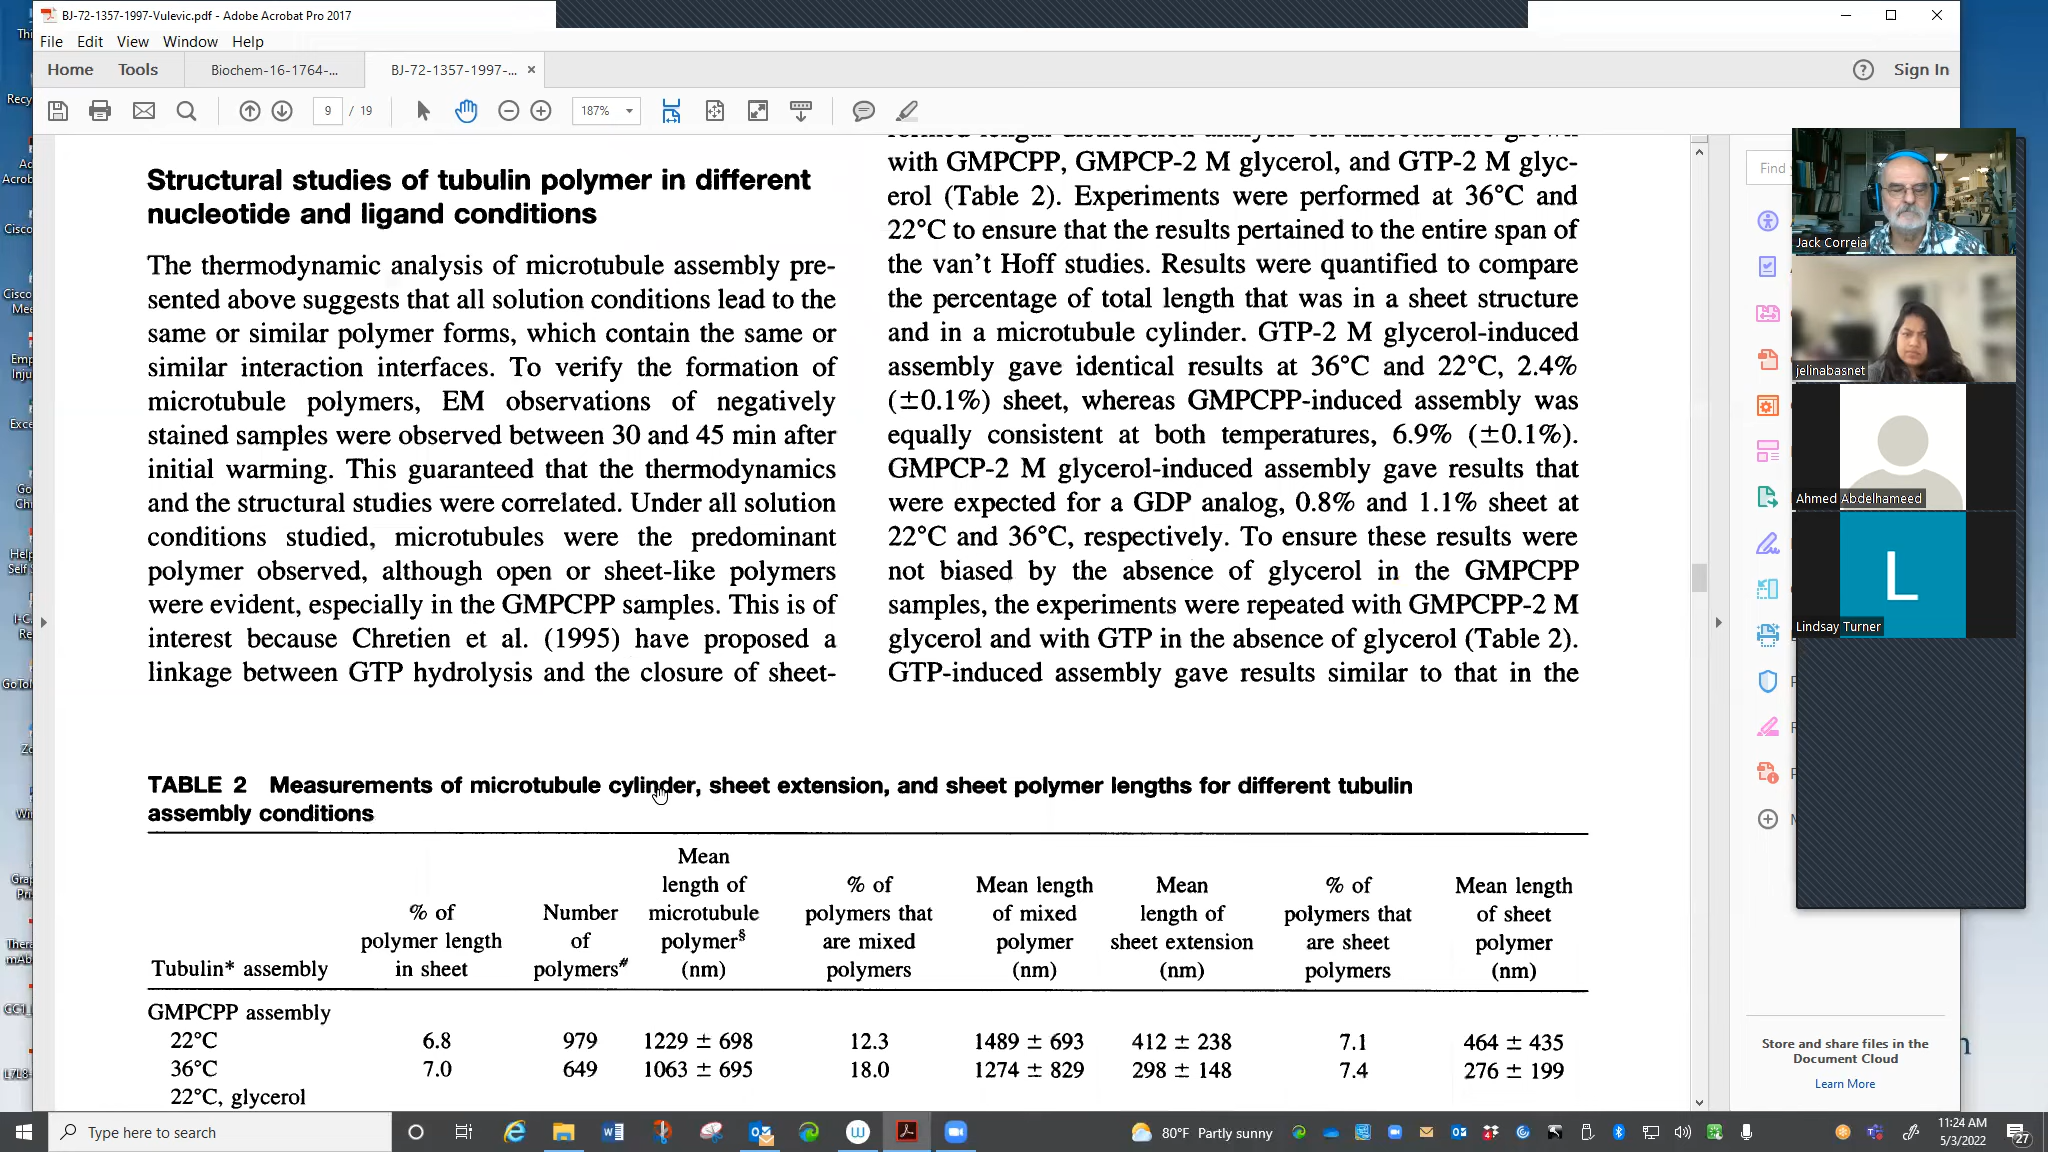 BJ-72-1357-1997-Vulevic.pdf - Adobe Acrobat Pro 2017
File Edit View Window Help
Home Tools Biochem-16-1764-... BJ-72-1357-1997-... × Sign In
9 / 19 187%
Structural studies of tubulin polymer in different
nucleotide and ligand conditions
The thermodynamic analysis of microtubule assembly pre-
sented above suggests that all solution conditions lead to the
same or similar polymer forms, which contain the same or
similar interaction interfaces. To verify the formation of
microtubule polymers, EM observations of negatively
stained samples were observed between 30 and 45 min after
initial warming. This guaranteed that the thermodynamics
and the structural studies were correlated. Under all solution
conditions studied, microtubules were the predominant
polymer observed, although open or sheet-like polymers
were evident, especially in the GMPCPP samples. This is of
interest because Chretien et al. (1995) have proposed a
linkage between GTP hydrolysis and the closure of sheet-
formed length distribution analysis on microtubules grown
with GMPCPP, GMPCP-2 M glycerol, and GTP-2 M glyc-
erol (Table 2). Experiments were performed at 36°C and
22°C to ensure that the results pertained to the entire span of
the van't Hoff studies. Results were quantified to compare
the percentage of total length that was in a sheet structure
and in a microtubule cylinder. GTP-2 M glycerol-induced
assembly gave identical results at 36°C and 22°C, 2.4%
(±0.1%) sheet, whereas GMPCPP-induced assembly was
equally consistent at both temperatures, 6.9% (±0.1%).
GMPCP-2 M glycerol-induced assembly gave results that
were expected for a GDP analog, 0.8% and 1.1% sheet at
22°C and 36°C, respectively. To ensure these results were
not biased by the absence of glycerol in the GMPCPP
samples, the experiments were repeated with GMPCPP-2 M
glycerol and with GTP in the absence of glycerol (Table 2).
GTP-induced assembly gave results similar to that in the
TABLE 2 Measurements of microtubule cylinder, sheet extension, and sheet polymer lengths for different tubulin
assembly conditions
Tubulin* assembly
% of
polymer length
in sheet
Number
of
polymers#
Mean
length of
microtubule
polymer§
(nm)
% of
polymers that
are mixed
polymers
Mean length
of mixed
polymer
(nm)
Mean
length of
sheet extension
(nm)
% of
polymers that
are sheet
polymers
Mean length
of sheet
polymer
(nm)
GMPCPP assembly
22°C 6.8 979 1229 ± 698 12.3 1489 ± 693 412 ± 238 7.1 464 ± 435
36°C 7.0 649 1063 ± 695 18.0 1274 ± 829 298 ± 148 7.4 276 ± 199
22°C, glycerol
Find
Jack Correia
jelinabasnet
Ahmed Abdelhameed
L
Lindsay Turner
Store and share files in the
Document Cloud
Learn More
Type here to search
80°F Partly sunny
11:24 AM
5/3/2022
27